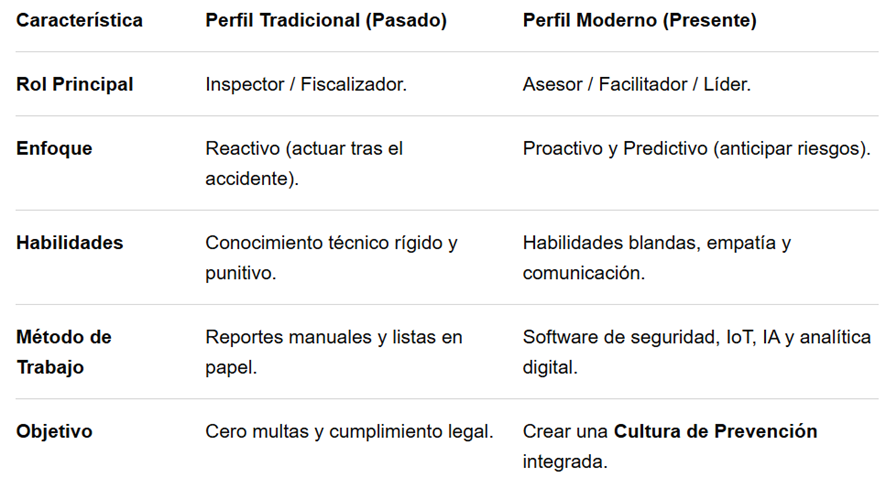 Característica Perfil Tradicional (Pasado) Perfil Moderno (Presente)
Rol Principal Inspector / Fiscalizador. Asesor / Facilitador / Líder.
Enfoque Reactivo (actuar tras el Proactivo y Predictivo (anticipar riesgos).
accidente).
Habilidades Conocimiento técnico rígido y Habilidades blandas, empatía y
punitivo. comunicación.
Método de Reportes manuales y listas en Software de seguridad, IoT, IA y analítica
Trabajo papel. digital.
Objetivo Cero multas y cumplimiento legal. Crear una Cultura de Prevención
integrada.